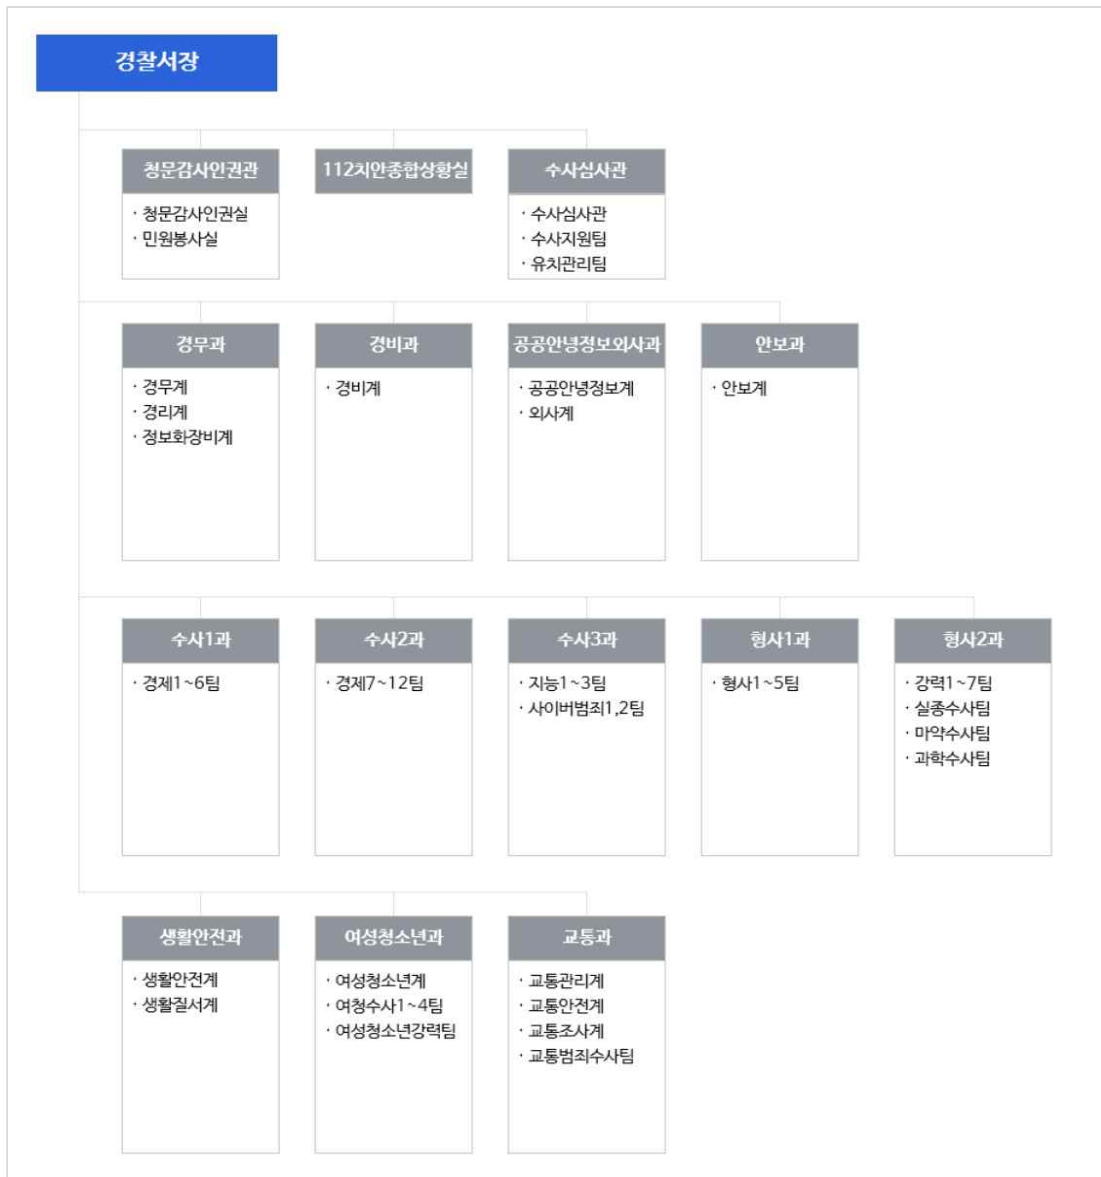 경찰서장
청문감사인권관
· 청문감사인권실
· 민원봉사실
112치안종합상황실
수사심사관
· 수사심사관
· 수사지원팀
· 유치관리팀
경무과
· 경무계
· 경리계
· 정보화장비계
경비과
· 경비계
공공안녕정보외사과
· 공공안녕정보계
· 외사계
안보과
· 안보계
수사1과
· 경제1~6팀
수사2과
· 경제7~12팀
수사3과
· 지능1~3팀
· 사이버범죄1,2팀
형사1과
· 형사1~5팀
형사2과
· 강력1~7팀
· 실종수사팀
· 마약수사팀
· 과학수사팀
생활안전과
· 생활안전계
· 생활질서계
여성청소년과
· 여성청소년계
· 여청수사1~4팀
· 여성청소년강력팀
교통과
· 교통관리계
· 교통안전계
· 교통조사계
· 교통범죄수사팀